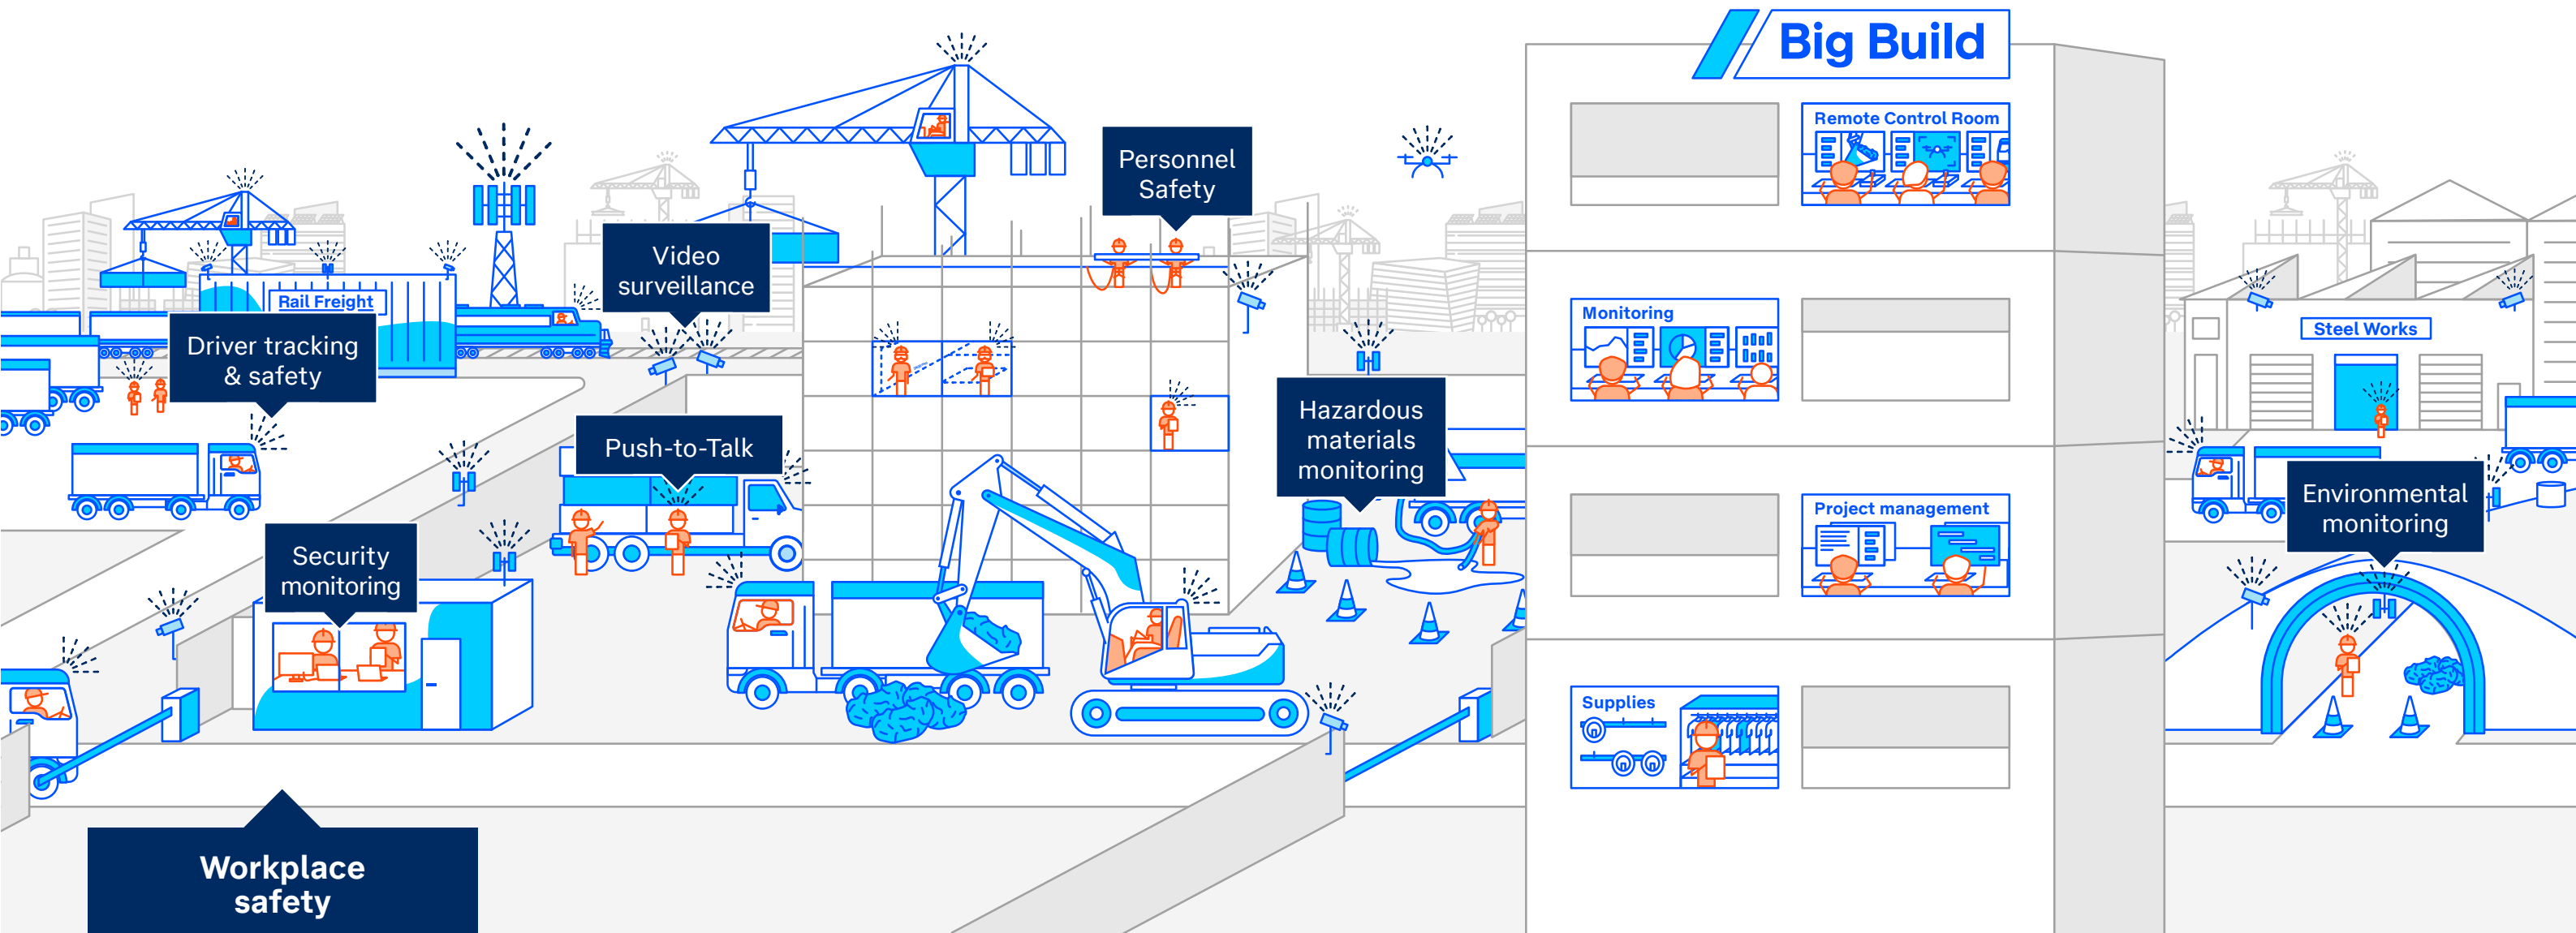 Big Build
Remote Control Room
Personnel
Safety
Video
surveillance
Rail Freight
Driver tracking
& safety
Monitoring
Steel Works
Push-to-Talk
Hazardous
materials
monitoring
Environmental
monitoring
Project management
Security
monitoring
Supplies
Workplace
safety